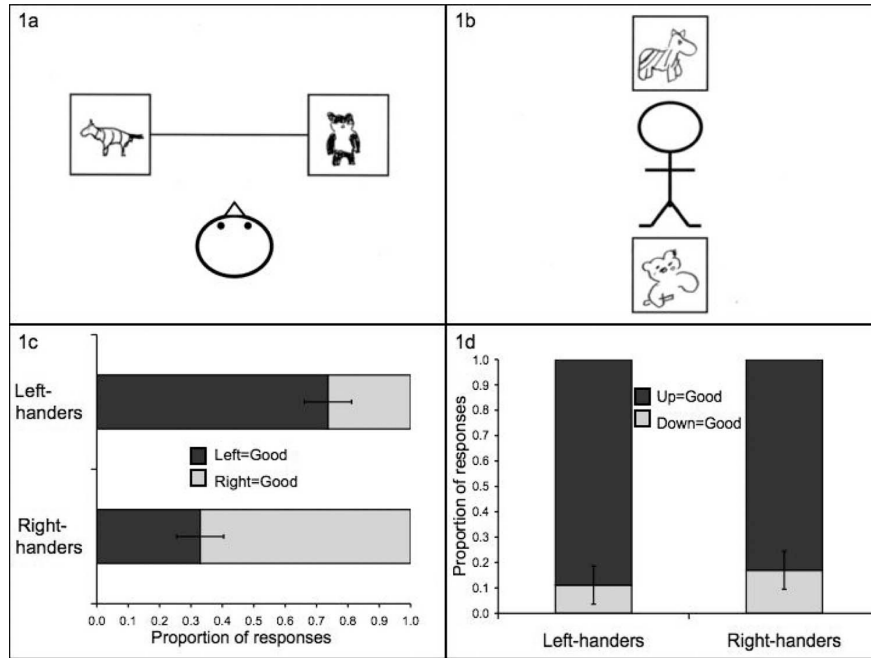 1a
1b
1c
Left-
handers
Left=Good
Right=Good
Right-
handers
0.0 0.1 0.2 0.3 0.4 0.5 0.6 0.7 0.8 0.9 1.0
Proportion of responses
1d
1.0
0.9
0.8
0.7
0.6
0.5
0.4
0.3
0.2
0.1
0.0
Proportion of responses
Up=Good
Down=Good
Left-handers Right-handers